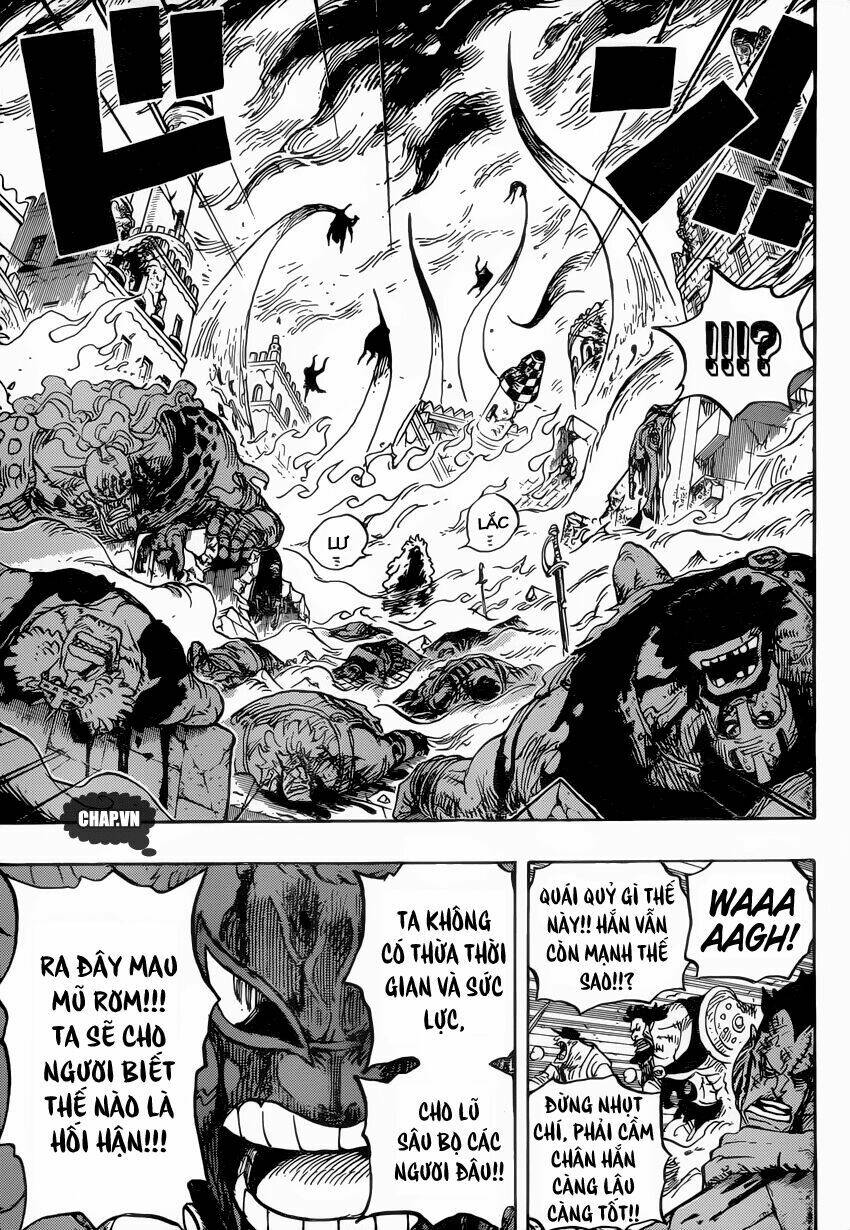 ドン!!
!!!?
LẮC
LƯ
CHAP.VN
WAAA
AAGH!
QUÁI QUỶ GÌ THẾ
NÀY!! HẮN VẪN
CÒN MẠNH THẾ
SAO!!?
ĐỪNG NHỤT
CHÍ, PHẢI CẦM
CHÂN HẮN
CÀNG LÂU
CÀNG TỐT!!
TA KHÔNG
CÓ THỪA THỜI
GIAN VÀ SỨC
LỰC,
CHO LŨ
SÂU BỌ CÁC
NGƯƠI ĐÂU!!
RA ĐÂY MAU
MŨ RƠM!!!
TA SẼ CHO
NGƯƠI BIẾT
THẾ NÀO LÀ
HỐI HẬN!!!